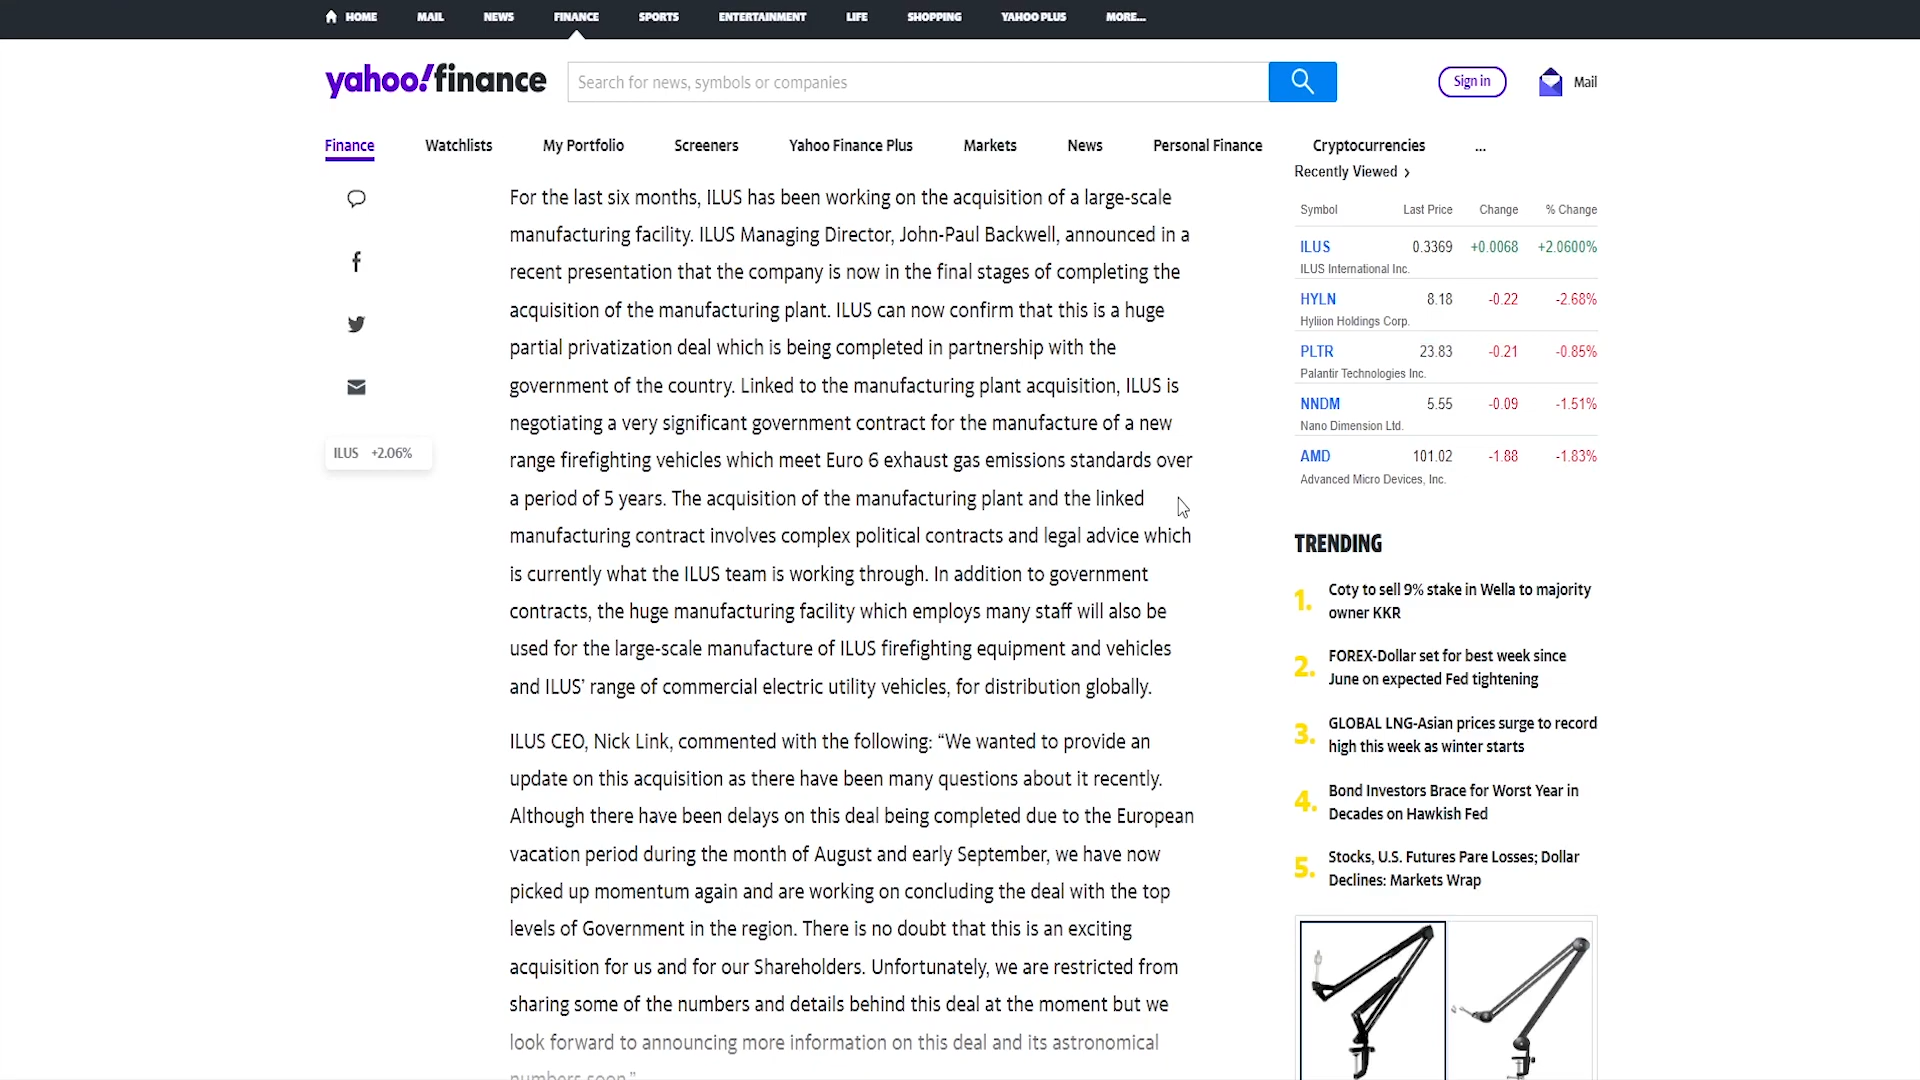 HOME MAIL NEWS FINANCE SPORTS ENTERTAINMENT LIFE SHOPPING YAHOO PLUS MORE...
yahoo!finance
Search for news, symbols or companies
Sign in
Mail
Finance Watchlists My Portfolio Screeners Yahoo Finance Plus Markets News Personal Finance Cryptocurrencies ...
ILUS +2.06%
For the last six months, ILUS has been working on the acquisition of a large-scale
manufacturing facility. ILUS Managing Director, John-Paul Backwell, announced in a
recent presentation that the company is now in the final stages of completing the
acquisition of the manufacturing plant. ILUS can now confirm that this is a huge
partial privatization deal which is being completed in partnership with the
government of the country. Linked to the manufacturing plant acquisition, ILUS is
negotiating a very significant government contract for the manufacture of a new
range firefighting vehicles which meet Euro 6 exhaust gas emissions standards over
a period of 5 years. The acquisition of the manufacturing plant and the linked
manufacturing contract involves complex political contracts and legal advice which
is currently what the ILUS team is working through. In addition to government
contracts, the huge manufacturing facility which employs many staff will also be
used for the large-scale manufacture of ILUS firefighting equipment and vehicles
and ILUS’ range of commercial electric utility vehicles, for distribution globally.
ILUS CEO, Nick Link, commented with the following: “We wanted to provide an
update on this acquisition as there have been many questions about it recently.
Although there have been delays on this deal being completed due to the European
vacation period during the month of August and early September, we have now
picked up momentum again and are working on concluding the deal with the top
levels of Government in the region. There is no doubt that this is an exciting
acquisition for us and for our Shareholders. Unfortunately, we are restricted from
sharing some of the numbers and details behind this deal at the moment but we
look forward to announcing more information on this deal and its astronomical
numbers soon.”
Recently Viewed
Symbol Last Price Change % Change
ILUS 0.3369 +0.0068 +2.0600%
ILUS International Inc.
HYLN 8.18 -0.22 -2.68%
Hyliion Holdings Corp.
PLTR 23.83 -0.21 -0.85%
Palantir Technologies Inc.
NNDM 5.55 -0.09 -1.51%
Nano Dimension Ltd.
AMD 101.02 -1.88 -1.83%
Advanced Micro Devices, Inc.
TRENDING
1. Coty to sell 9% stake in Wella to majority
owner KKR
2. FOREX-Dollar set for best week since
June on expected Fed tightening
3. GLOBAL LNG-Asian prices surge to record
high this week as winter starts
4. Bond Investors Brace for Worst Year in
Decades on Hawkish Fed
5. Stocks, U.S. Futures Pare Losses; Dollar
Declines: Markets Wrap